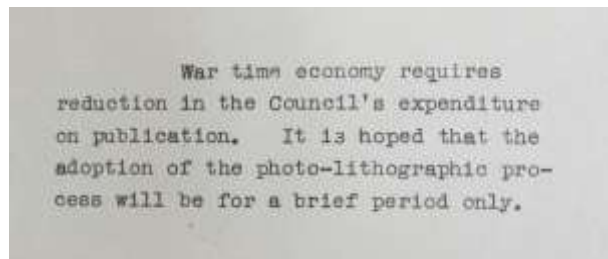 War time economy requires
reduction in the Council's expenditure
on publication. It is hoped that the
adoption of the photo-lithographic pro-
cess will be for a brief period only.